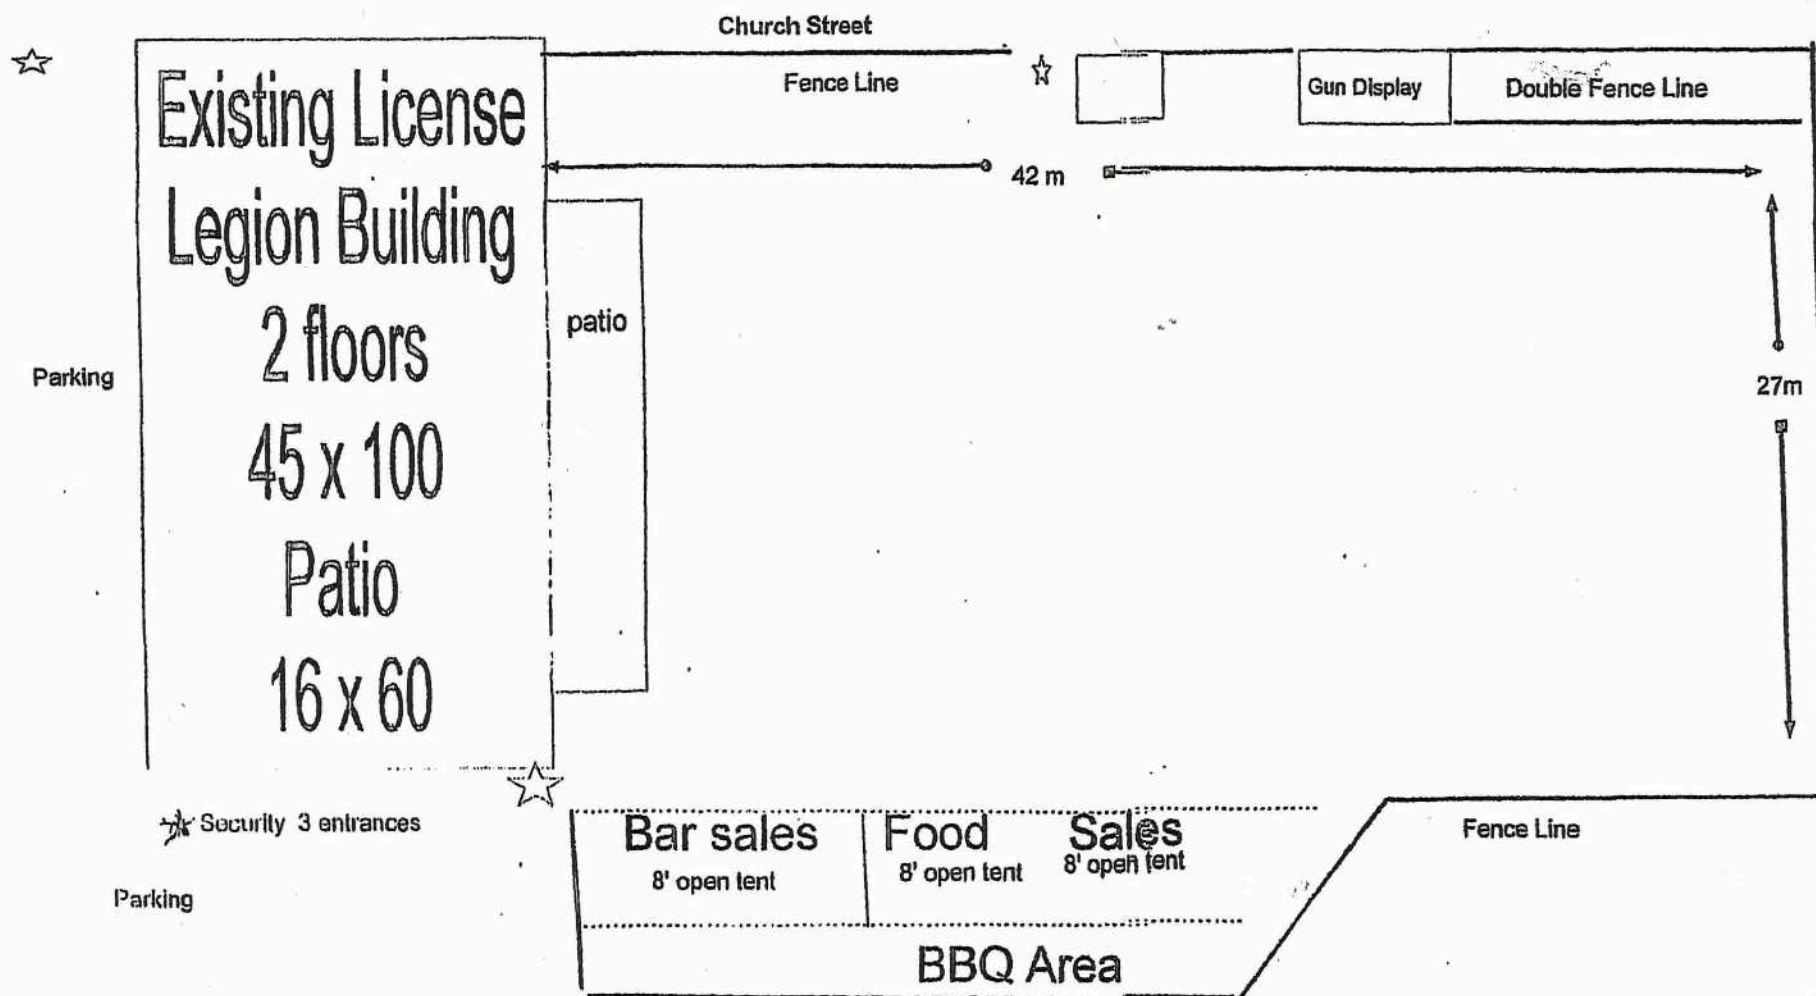 Church Street
Fence Line
Gun Display
Double Fence Line
Existing License
Legion Building
2 floors
45 x 100
Patio
16 x 60
42 m
patio
Parking
27m
Security 3 entrances
Parking
Bar sales
8' open tent
Food Sales
8' open tent 8' open tent
Fence Line
BBQ Area